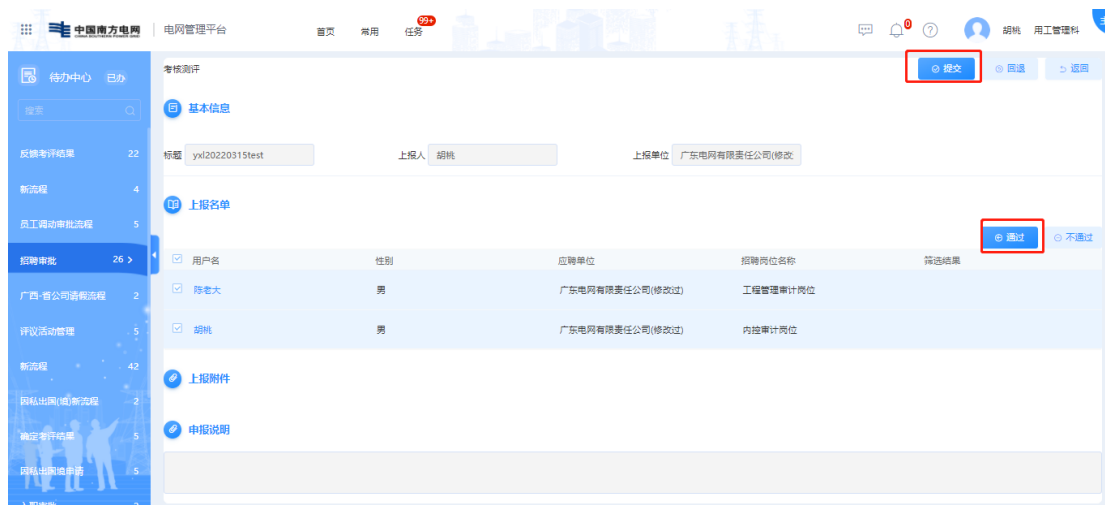 中国南方电网 电网管理平台 首页 常用 任务 99+ 0 胡桃 用工管理科
CHINA SOUTHERN POWER GRID
待办中心 已办
搜索
反馈考评结果 22
新流程 4
员工调动审批流程 5
招聘审批 26 >
广西-省公司请假流程 2
评议活动管理 5
新流程 42
因私出国(境)新流程 2
确定考评结果 5
因私出国境申请 5
考核测评 提交 回退 返回
基本信息
标题 yxl20220315test 上报人 胡桃 上报单位 广东电网有限责任公司(修改
上报名单
通过 不通过
用户名 性别 应聘单位 招聘岗位名称 筛选结果
陈老大 男 广东电网有限责任公司(修改过) 工程管理审计岗位
胡桃 男 广东电网有限责任公司(修改过) 内控审计岗位
上报附件
申报说明